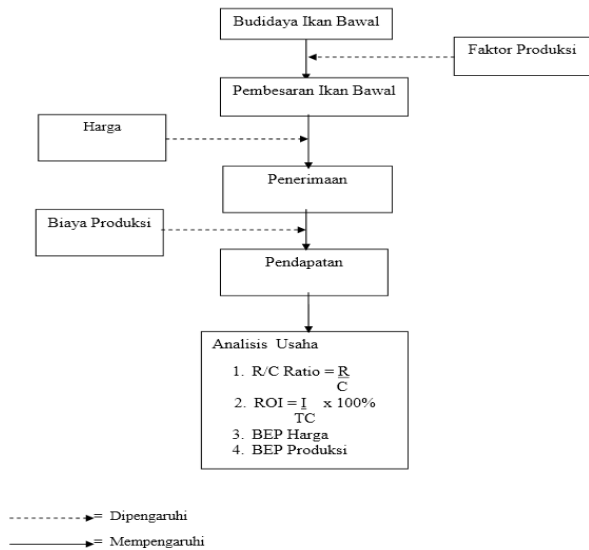 Budidaya Ikan Bawal
Faktor Produksi
Pembesaran Ikan Bawal
Harga
Penerimaan
Biaya Produksi
Pendapatan
Analisis Usaha
1. R/C Ratio = R
C
2. ROI = I x 100%
TC
3. BEP Harga
4. BEP Produksi
= Dipengaruhi
= Mempengaruhi